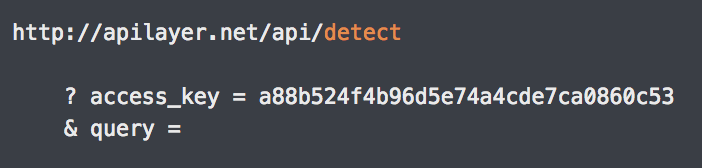 http://apilayer.net/api/detect
? access_key = a88b524f4b96d5e74a4cde7ca0860c53
& query =